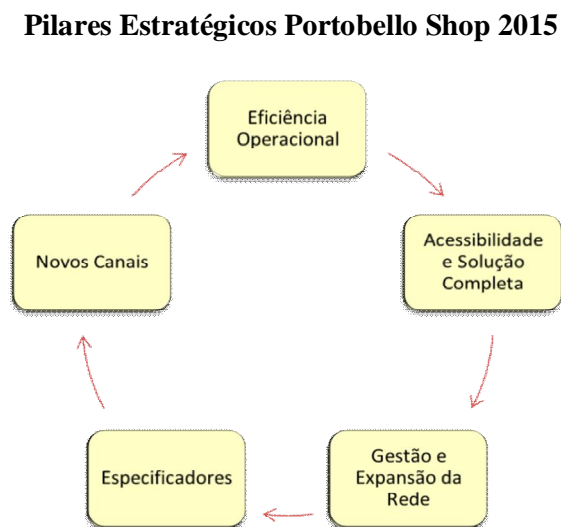 Pilares Estratégicos Portobello Shop 2015
Eficiência
Operacional
Acessibilidade
e Solução
Completa
Gestão e
Expansão da
Rede
Especificadores
Novos Canais